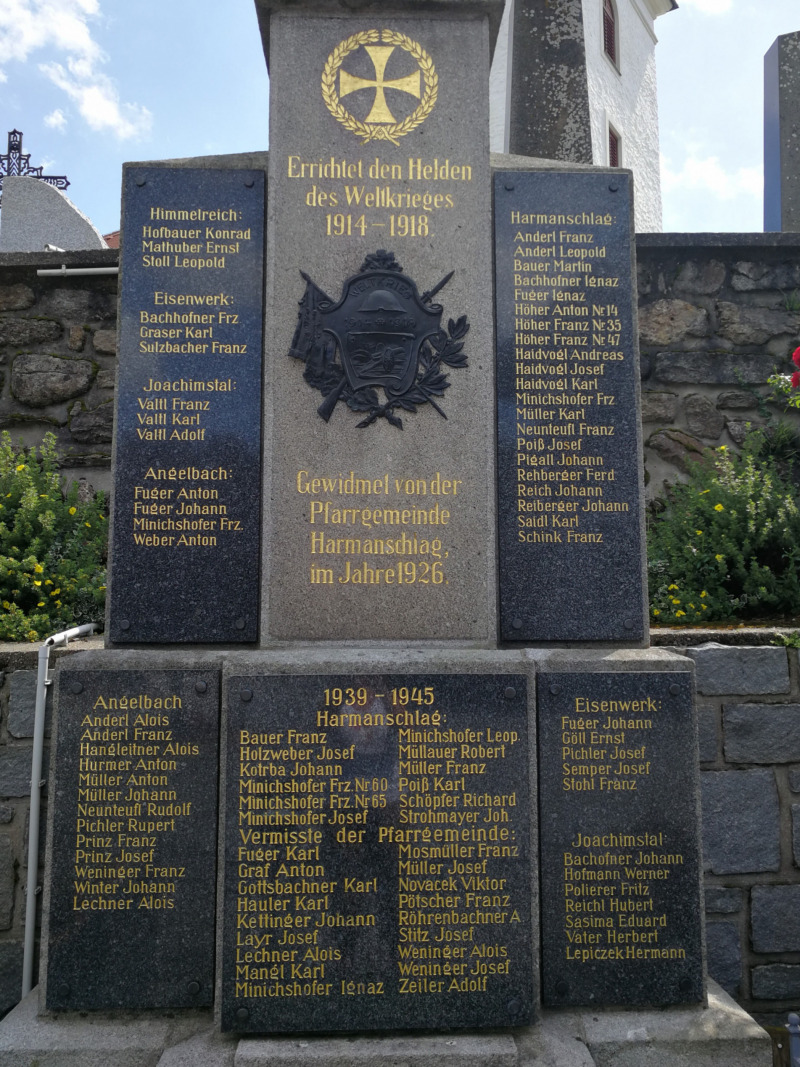 Errichtet den Helden
des Weltkrieges
1914-1918.
Gewidmet von der
Pfarrgemeinde
Harmanschlag,
im Jahre 1926.
Himmelreich:
Hofbauer Konrad
Mathuber Ernst
Stoll Leopold
Eisenwerk:
Bachhofner Frz
Graser Karl
Sulzbacher Franz
Joachimstal:
Valtl Franz
Valtl Karl
Valtl Adolf
Angelbach:
Fuger Anton
Fuger Johann
Minichshofer Frz.
Weber Anton
Harmanschlag:
Anderl Franz
Anderl Leopold
Bauer Martin
Bachhofner Ignaz
Fuger Ignaz
Höher Anton Nr 14
Höher Franz Nr 35
Höher Franz Nr 47
Haidvogl Andreas
Haidvogl Josef
Haidvogl Karl
Minichshofer Frz
Müller Karl
Neunteufl Franz
Poiß Josef
Pigall Johann
Rehberger Ferd
Reich Johann
Reiberger Johann
Saidl Karl
Schink Franz
Angelbach
Anderl Alois
Anderl Franz
Hangleitner Alois
Hurmer Anton
Müller Anton
Müller Johann
Neunteufl Rudolf
Pichler Rupert
Prinz Franz
Prinz Josef
Weninger Franz
Winter Johann
Lechner Alois
1939-1945
Harmanschlag:
Bauer Franz
Holzweber Josef
Kotrba Johann
Minichshofer Frz. Nr 60
Minichshofer Frz. Nr 65
Minichshofer Josef
Minichshofer Leop.
Müllauer Robert
Müller Franz
Poiß Karl
Schöpfer Richard
Strohmayer Joh.
Vermisste der Pfarrgemeinde:
Fuger Karl
Graf Anton
Gottsbachner Karl
Hauler Karl
Kettinger Johann
Layr Josef
Lechner Alois
Mangl Karl
Minichshofer Ignaz
Mosmüller Franz
Müller Josef
Novacek Viktor
Pötscher Franz
Röhrenbachner A.
Stitz Josef
Weninger Alois
Weninger Josef
Zeiler Adolf
Eisenwerk:
Fuger Johann
Göll Ernst
Pichler Josef
Semper Josef
Stohl Franz
Joachimstal:
Bachofner Johann
Hofmann Werner
Polierer Fritz
Reichl Hubert
Sasima Eduard
Vater Herbert
Lepiczek Hermann